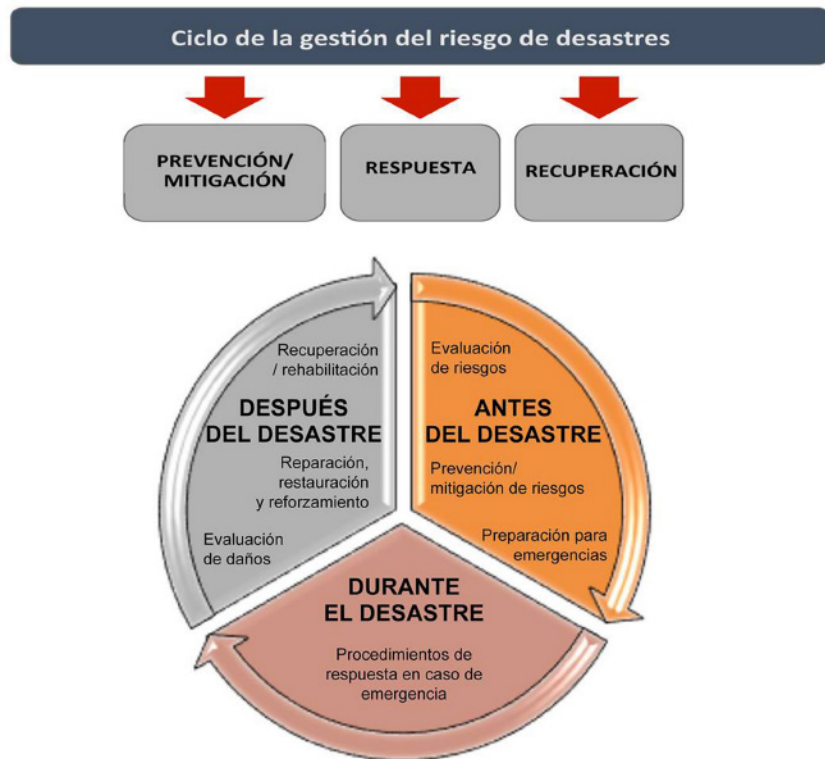 Ciclo de la gestión del riesgo de desastres
PREVENCIÓN/
MITIGACIÓN
RESPUESTA
RECUPERACIÓN
Recuperación
/ rehabilitación
DESPUÉS
DEL DESASTRE
Reparación,
restauración
y reforzamiento
Evaluación
de daños
Evaluación
de riesgos
ANTES
DEL DESASTRE
Prevención/
mitigación de riesgos
Preparación para
emergencias
DURANTE
EL DESASTRE
Procedimientos de
respuesta en caso de
emergencia